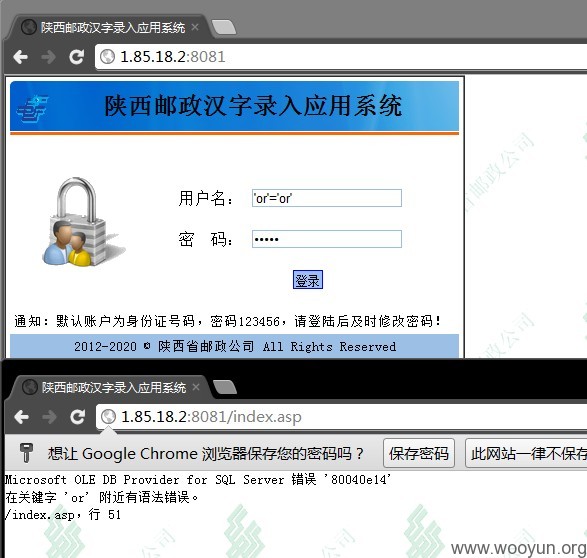 陕西邮政汉字录入应用系统
1.85.18.2:8081
陕西邮政汉字录入应用系统
用户名： 'or'='or'
密 码： •••••
登录
通知：默认账户为身份证号码，密码123456，请登陆后及时修改密码！
2012-2020 © 陕西省邮政公司 All Rights Reserved
陕西邮政汉字录入应用系统
1.85.18.2:8081/index.asp
想让 Google Chrome 浏览器保存您的密码吗？ 保存密码 此网站一律不保存
Microsoft OLE DB Provider for SQL Server 错误 '80040e14'
在关键字 'or' 附近有语法错误。
/index.asp，行 51
www.wooyun.org